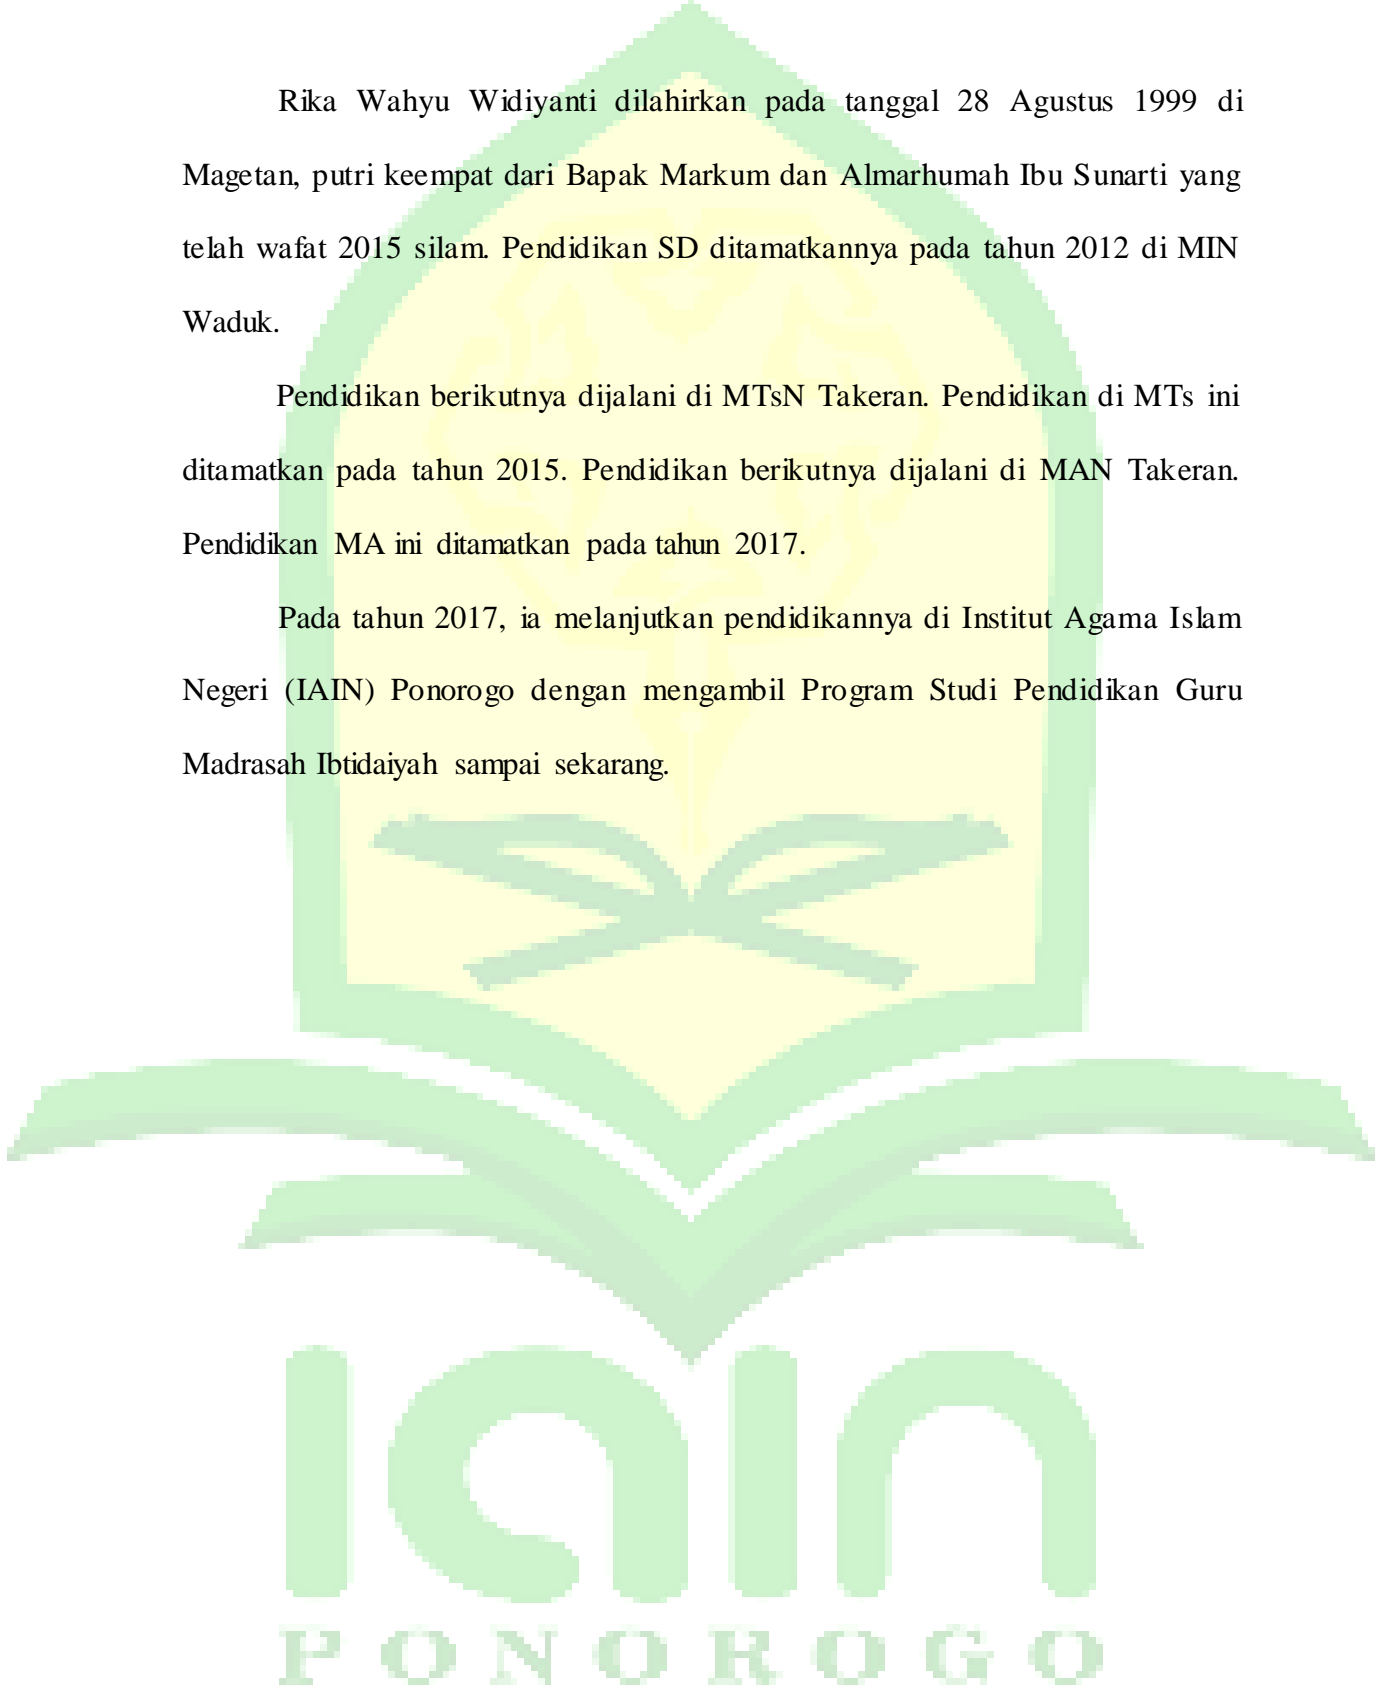 Rika Wahyu Widiyanti dilahirkan pada tanggal 28 Agustus 1999 di
Magetan, putri keempat dari Bapak Markum dan Almarhumah Ibu Sunarti yang
telah wafat 2015 silam. Pendidikan SD ditamatkannya pada tahun 2012 di MIN
Waduk.
Pendidikan berikutnya dijalani di MTsN Takeran. Pendidikan di MTs ini
ditamatkan pada tahun 2015. Pendidikan berikutnya dijalani di MAN Takeran.
Pendidikan MA ini ditamatkan pada tahun 2017.
Pada tahun 2017, ia melanjutkan pendidikannya di Institut Agama Islam
Negeri (IAIN) Ponorogo dengan mengambil Program Studi Pendidikan Guru
Madrasah Ibtidaiyah sampai sekarang.
IAIN
PONOROGO